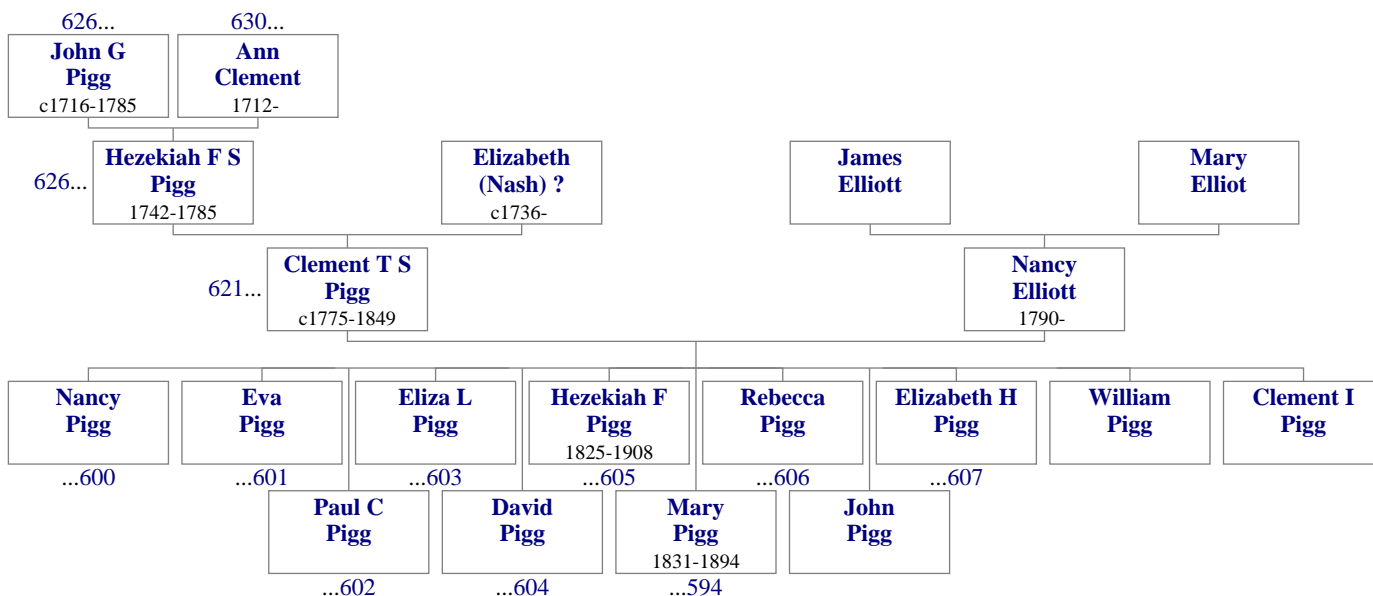 626...
630...
John G
Pigg
c1716-1785
Ann
Clement
1712-
626...
Hezekiah F S
Pigg
1742-1785
Elizabeth
(Nash) ?
c1736-
James
Elliott
Mary
Elliot
621...
Clement T S
Pigg
c1775-1849
Nancy
Elliott
1790-
Nancy
Pigg
...600
Eva
Pigg
...601
Eliza L
Pigg
...603
Hezekiah F
Pigg
1825-1908
...605
Rebecca
Pigg
...606
Elizabeth H
Pigg
...607
William
Pigg
Clement I
Pigg
Paul C
Pigg
...602
David
Pigg
...604
Mary
Pigg
1831-1894
...594
John
Pigg